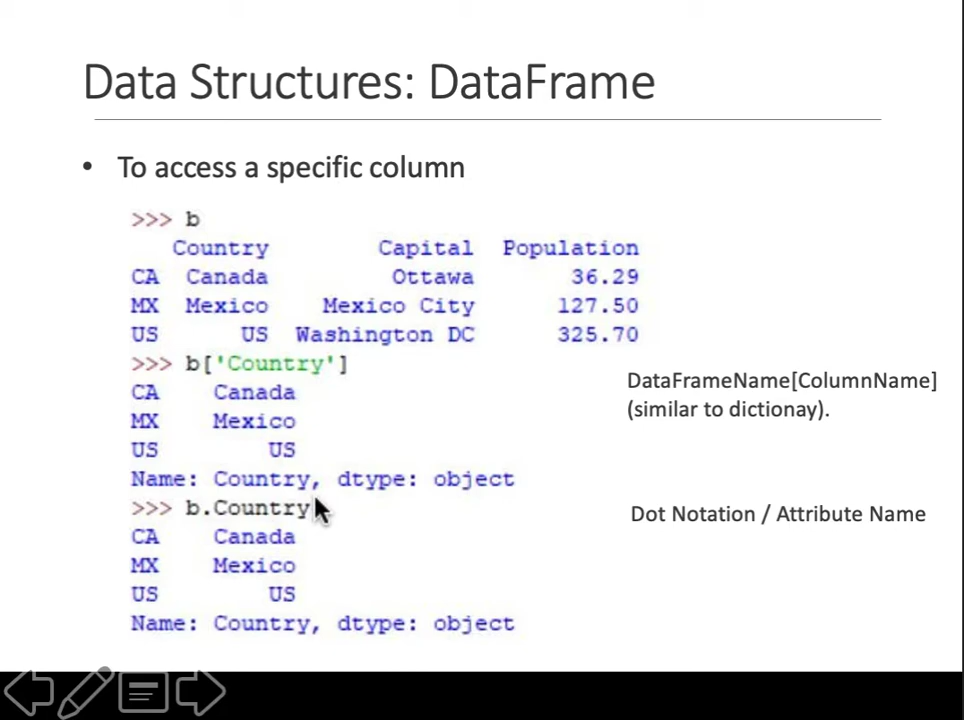 Data Structures: DataFrame
• To access a specific column
>>> b
Country Capital Population
CA Canada Ottawa 36.29
MX Mexico Mexico City 127.50
US US Washington DC 325.70
>>> b['Country']
CA Canada
MX Mexico
US US
Name: Country, dtype: object
DataFrameName[ColumnName]
(similar to dictionay).
>>> b.Country
CA Canada
MX Mexico
US US
Name: Country, dtype: object
Dot Notation / Attribute Name